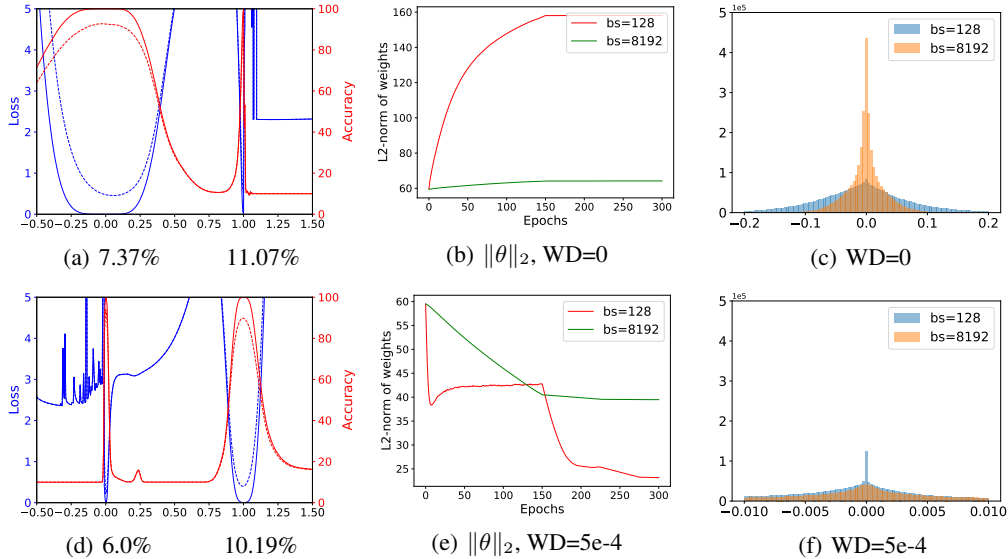 5 4 3 2 1 0
Loss
100 80 60 40 20 0
Accuracy
−0.50 −0.25 0.00 0.25 0.50 0.75 1.00 1.25 1.50
(a) 7.37% 11.07%
160 140 120 100 80 60
L2-norm of weights
bs=128
bs=8192
0 50 100 150 200 250 300
Epochs
(b) ‖θ‖₂, WD=0
1e5
5 4 3 2 1 0
bs=128
bs=8192
−0.2 −0.1 0.0 0.1 0.2
(c) WD=0
5 4 3 2 1 0
Loss
100 80 60 40 20 0
Accuracy
−0.50 −0.25 0.00 0.25 0.50 0.75 1.00 1.25 1.50
(d) 6.0% 10.19%
60 55 50 45 40 35 30 25
L2-norm of weights
bs=128
bs=8192
0 50 100 150 200 250 300
Epochs
(e) ‖θ‖₂, WD=5e-4
1e5
5 4 3 2 1 0
bs=128
bs=8192
−0.010 −0.005 0.000 0.005 0.010
(f) WD=5e-4